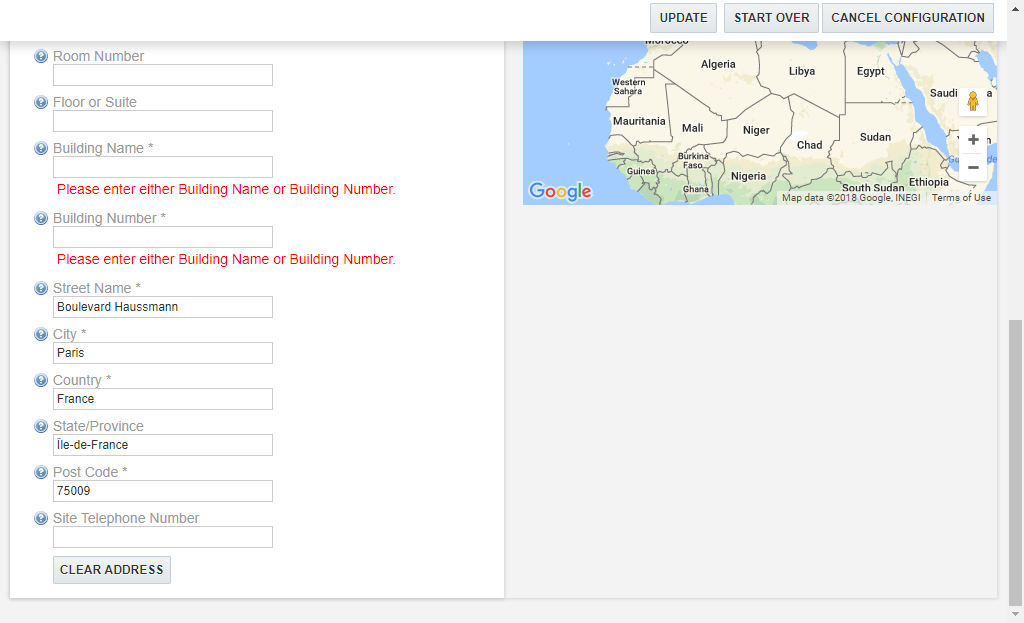 UPDATE
START OVER
CANCEL CONFIGURATION
Room Number
Floor or Suite
Building Name *
Please enter either Building Name or Building Number.
Building Number *
Please enter either Building Name or Building Number.
Street Name *
Boulevard Haussmann
City *
Paris
Country *
France
State/Province
Île-de-France
Post Code *
75009
Site Telephone Number
CLEAR ADDRESS
Morocco
Algeria
Libya
Egypt
Western
Sahara
Saudi
Mauritania
Mali
Niger
Chad
Sudan
Burkina
Faso
Guinea
Nigeria
Ghana
South Sudan
Ethiopia
Google
Map data ©2018 Google, INEGI
Terms of Use